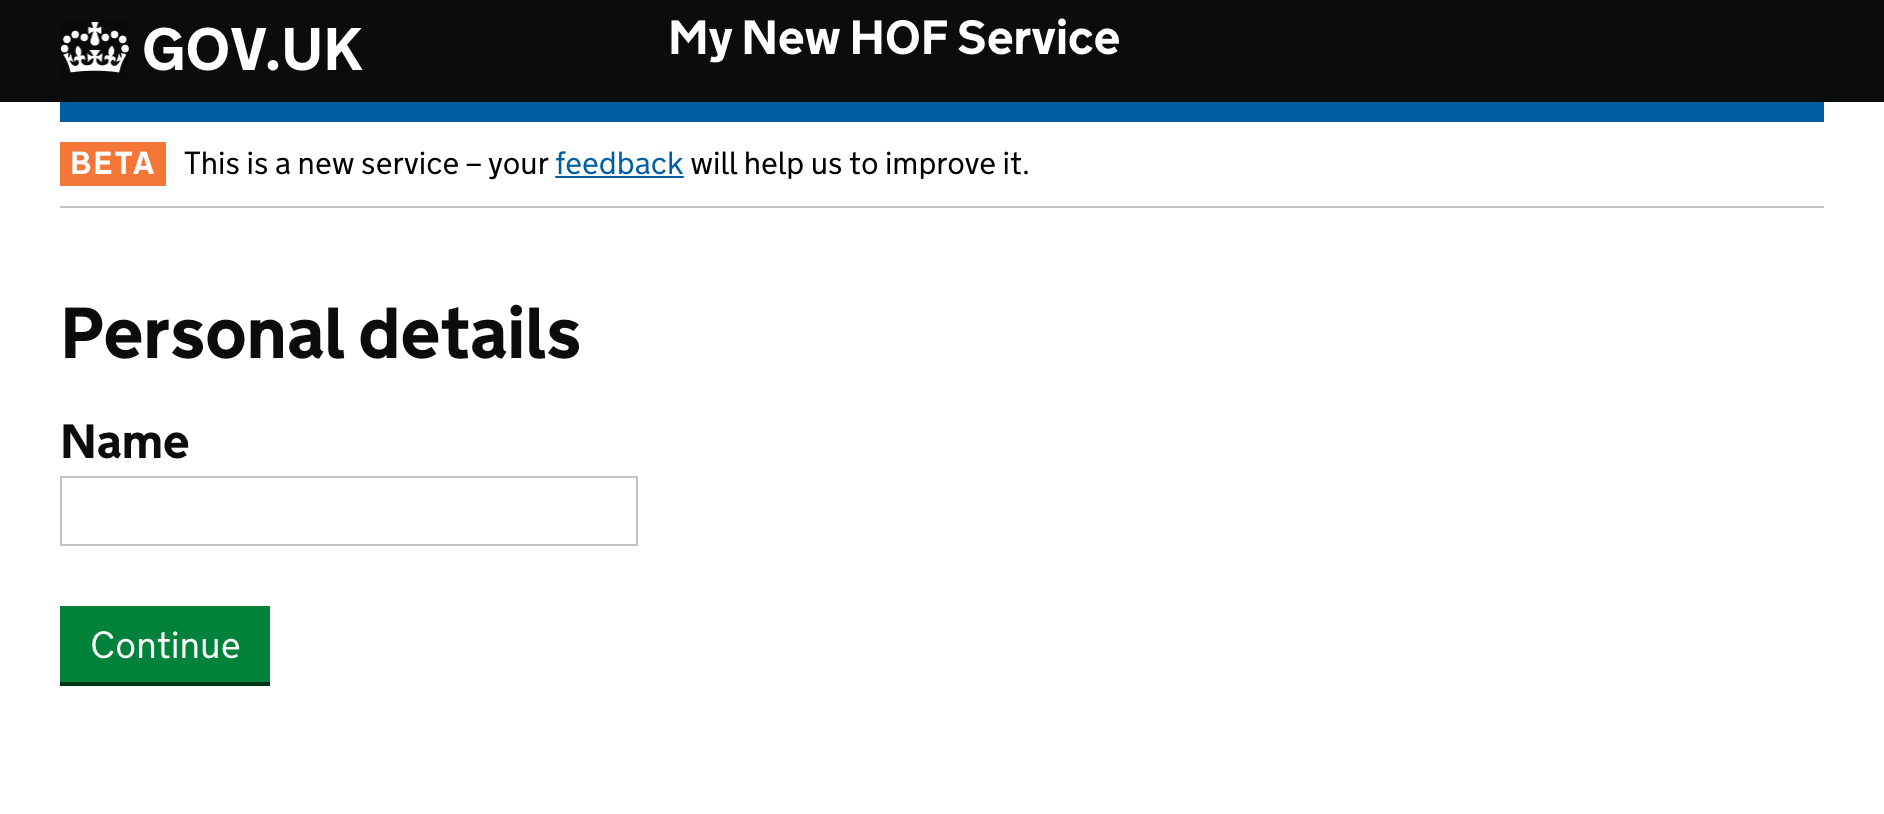 GOV.UK
My New HOF Service
BETA This is a new service – your feedback will help us to improve it.
Personal details
Name
Continue